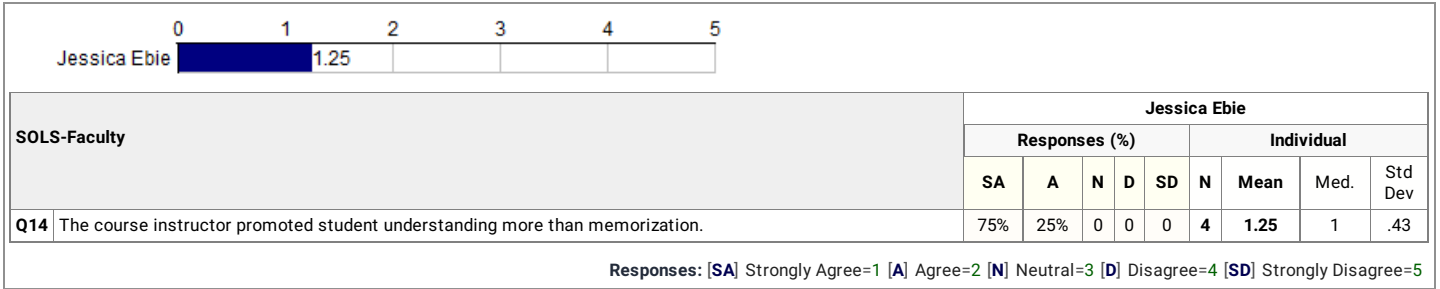 0 1 2 3 4 5
Jessica Ebie 1.25
SOLS-Faculty
Jessica Ebie
Responses (%) Individual
SA A N D SD N Mean Med. Std Dev
Q14 The course instructor promoted student understanding more than memorization. 75% 25% 0 0 0 4 1.25 1 .43
Responses: [SA] Strongly Agree=1 [A] Agree=2 [N] Neutral=3 [D] Disagree=4 [SD] Strongly Disagree=5